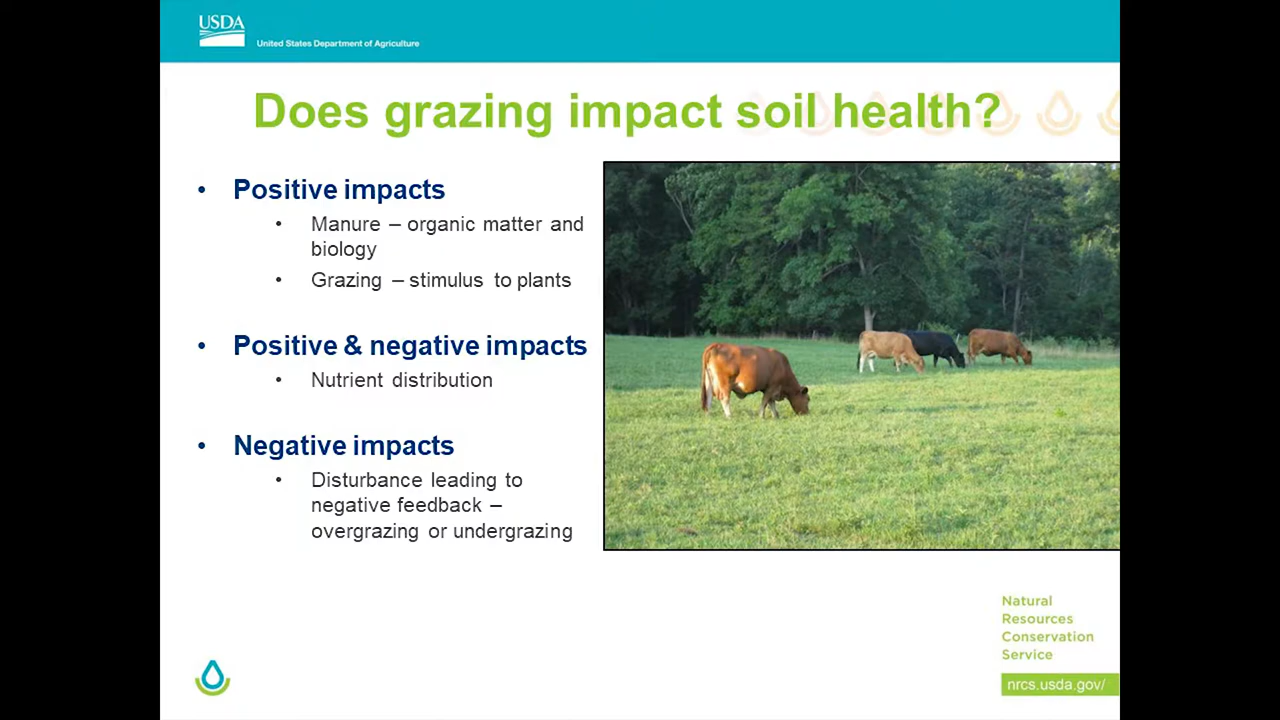 USDA
United States Department of Agriculture
Does grazing impact soil health?
• Positive impacts
• Manure – organic matter and
biology
• Grazing – stimulus to plants
• Positive & negative impacts
• Nutrient distribution
• Negative impacts
• Disturbance leading to
negative feedback –
overgrazing or undergrazing
Natural
Resources
Conservation
Service
nrcs.usda.gov/